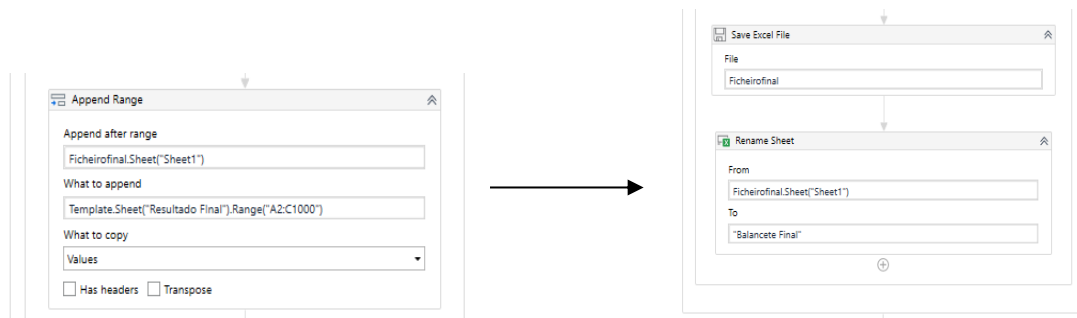 Append Range
Append after range
Ficheirofinal.Sheet("Sheet1")
What to append
Template.Sheet("Resultado FInal").Range("A2:C1000")
What to copy
Values
Has headers Transpose
Save Excel File
File
Ficheirofinal
Rename Sheet
From
Ficheirofinal.Sheet("Sheet1")
To
"Balancete Final"